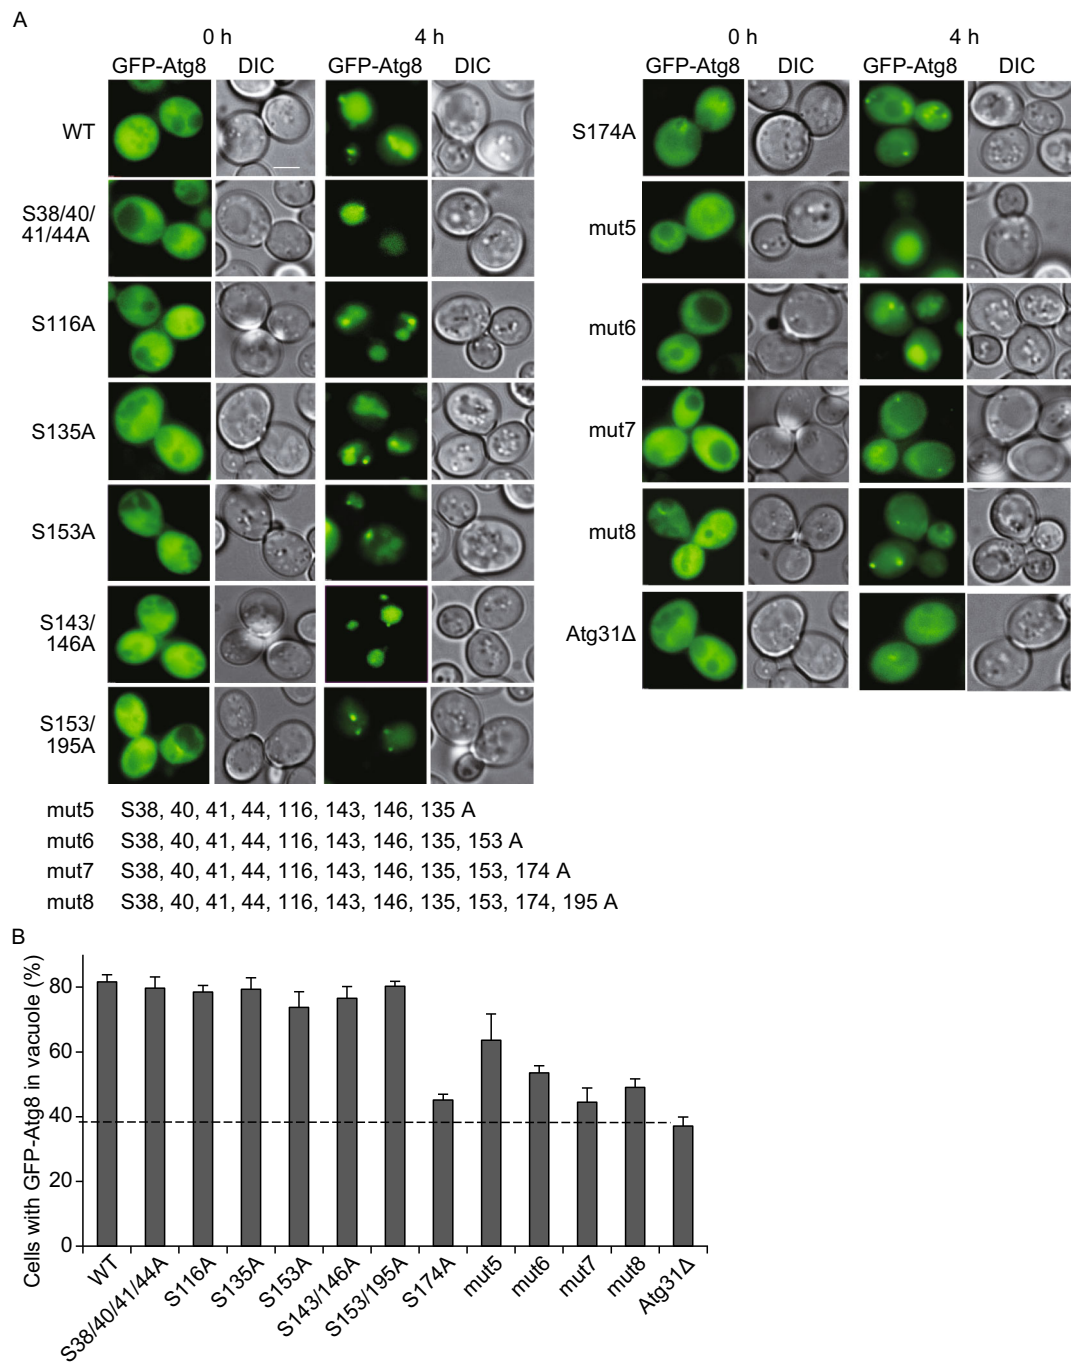 A
0 h
4 h
GFP-Atg8
DIC
GFP-Atg8
DIC
WT
S38/40/
41/44A
S116A
S135A
S153A
S143/
146A
S153/
195A
0 h
4 h
GFP-Atg8
DIC
GFP-Atg8
DIC
S174A
mut5
mut6
mut7
mut8
Atg31Δ
mut5 S38, 40, 41, 44, 116, 143, 146, 135 A
mut6 S38, 40, 41, 44, 116, 143, 146, 135, 153 A
mut7 S38, 40, 41, 44, 116, 143, 146, 135, 153, 174 A
mut8 S38, 40, 41, 44, 116, 143, 146, 135, 153, 174, 195 A
B
Cells with GFP-Atg8 in vacuole (%)
80
60
40
20
0
WT
S38/40/41/44A
S116A
S135A
S153A
S143/146A
S153/195A
S174A
mut5
mut6
mut7
mut8
Atg31Δ